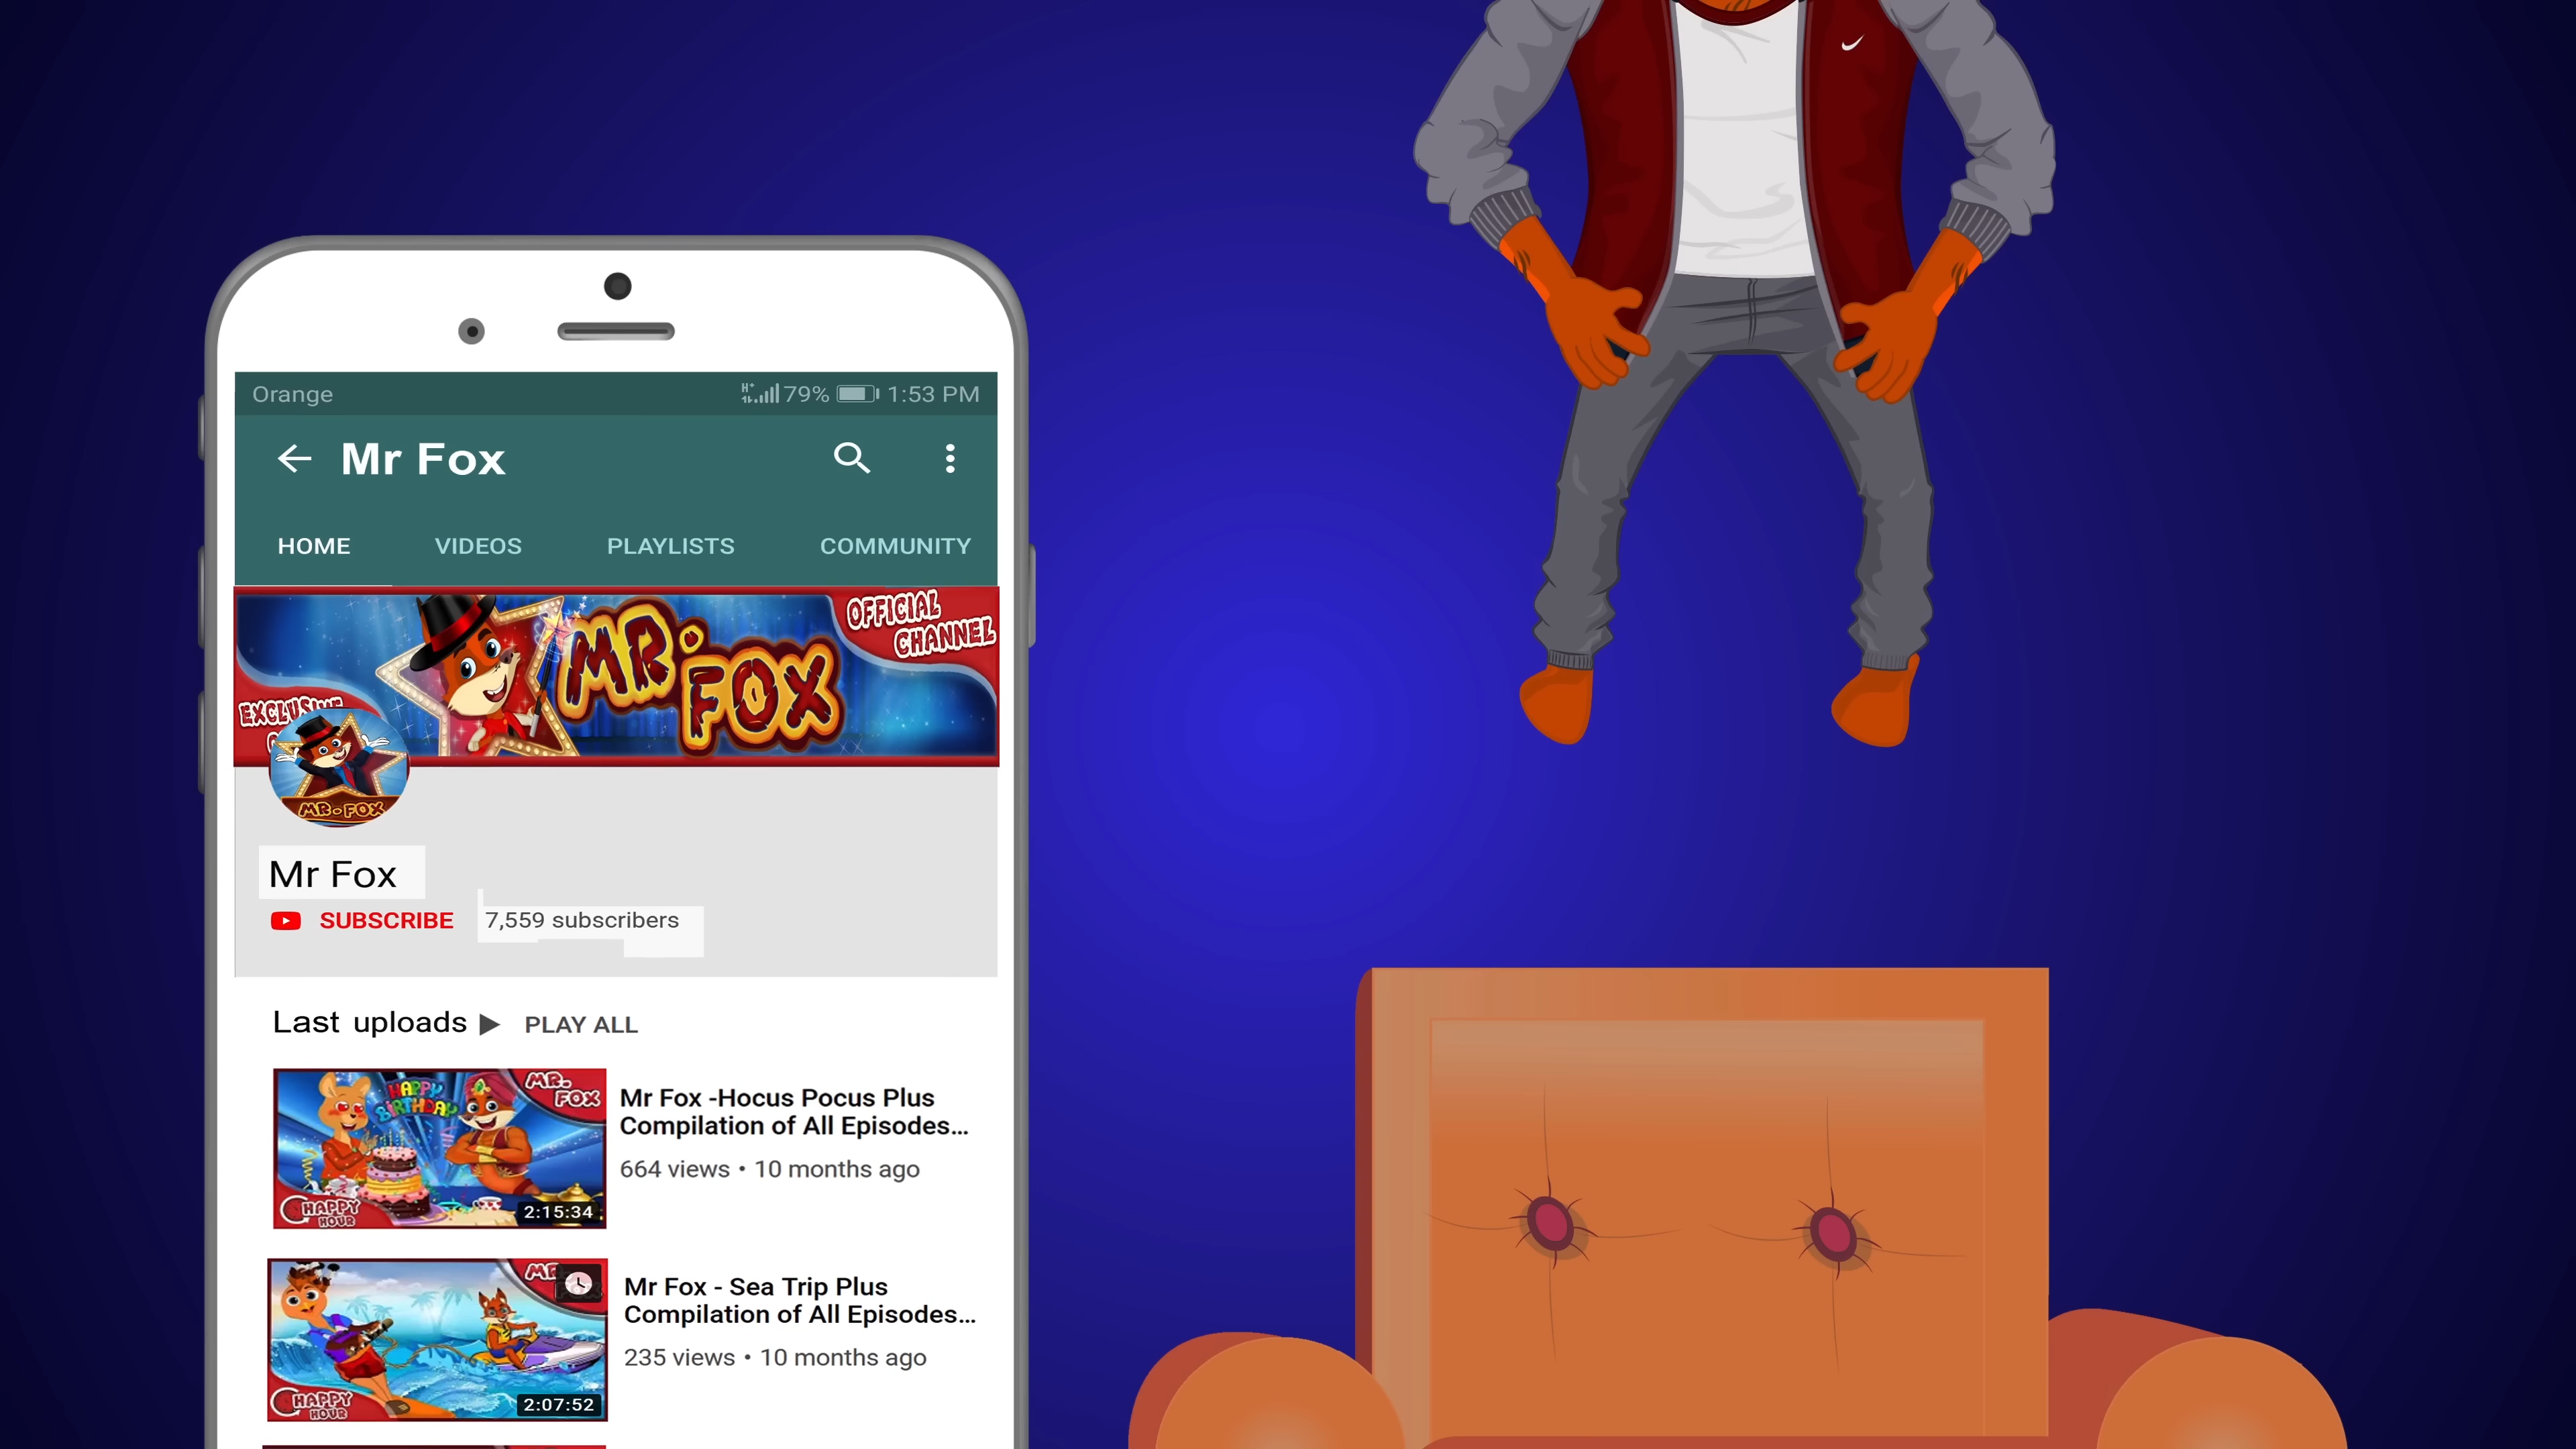 Orange
79%
1:53 PM
Mr Fox
HOME
VIDEOS
PLAYLISTS
COMMUNITY
MR. FOX
OFFICIAL
CHANNEL
EXCLUSIVE
MR-FOX
Mr Fox
SUBSCRIBE
7,559 subscribers
Last uploads
PLAY ALL
HAPPY
BIRTHDAY
MR.
FOX
HAPPY
HOUR
2:15:34
Mr Fox -Hocus Pocus Plus
Compilation of All Episodes...
664 views • 10 months ago
HAPPY
HOUR
2:07:52
Mr Fox - Sea Trip Plus
Compilation of All Episodes...
235 views • 10 months ago